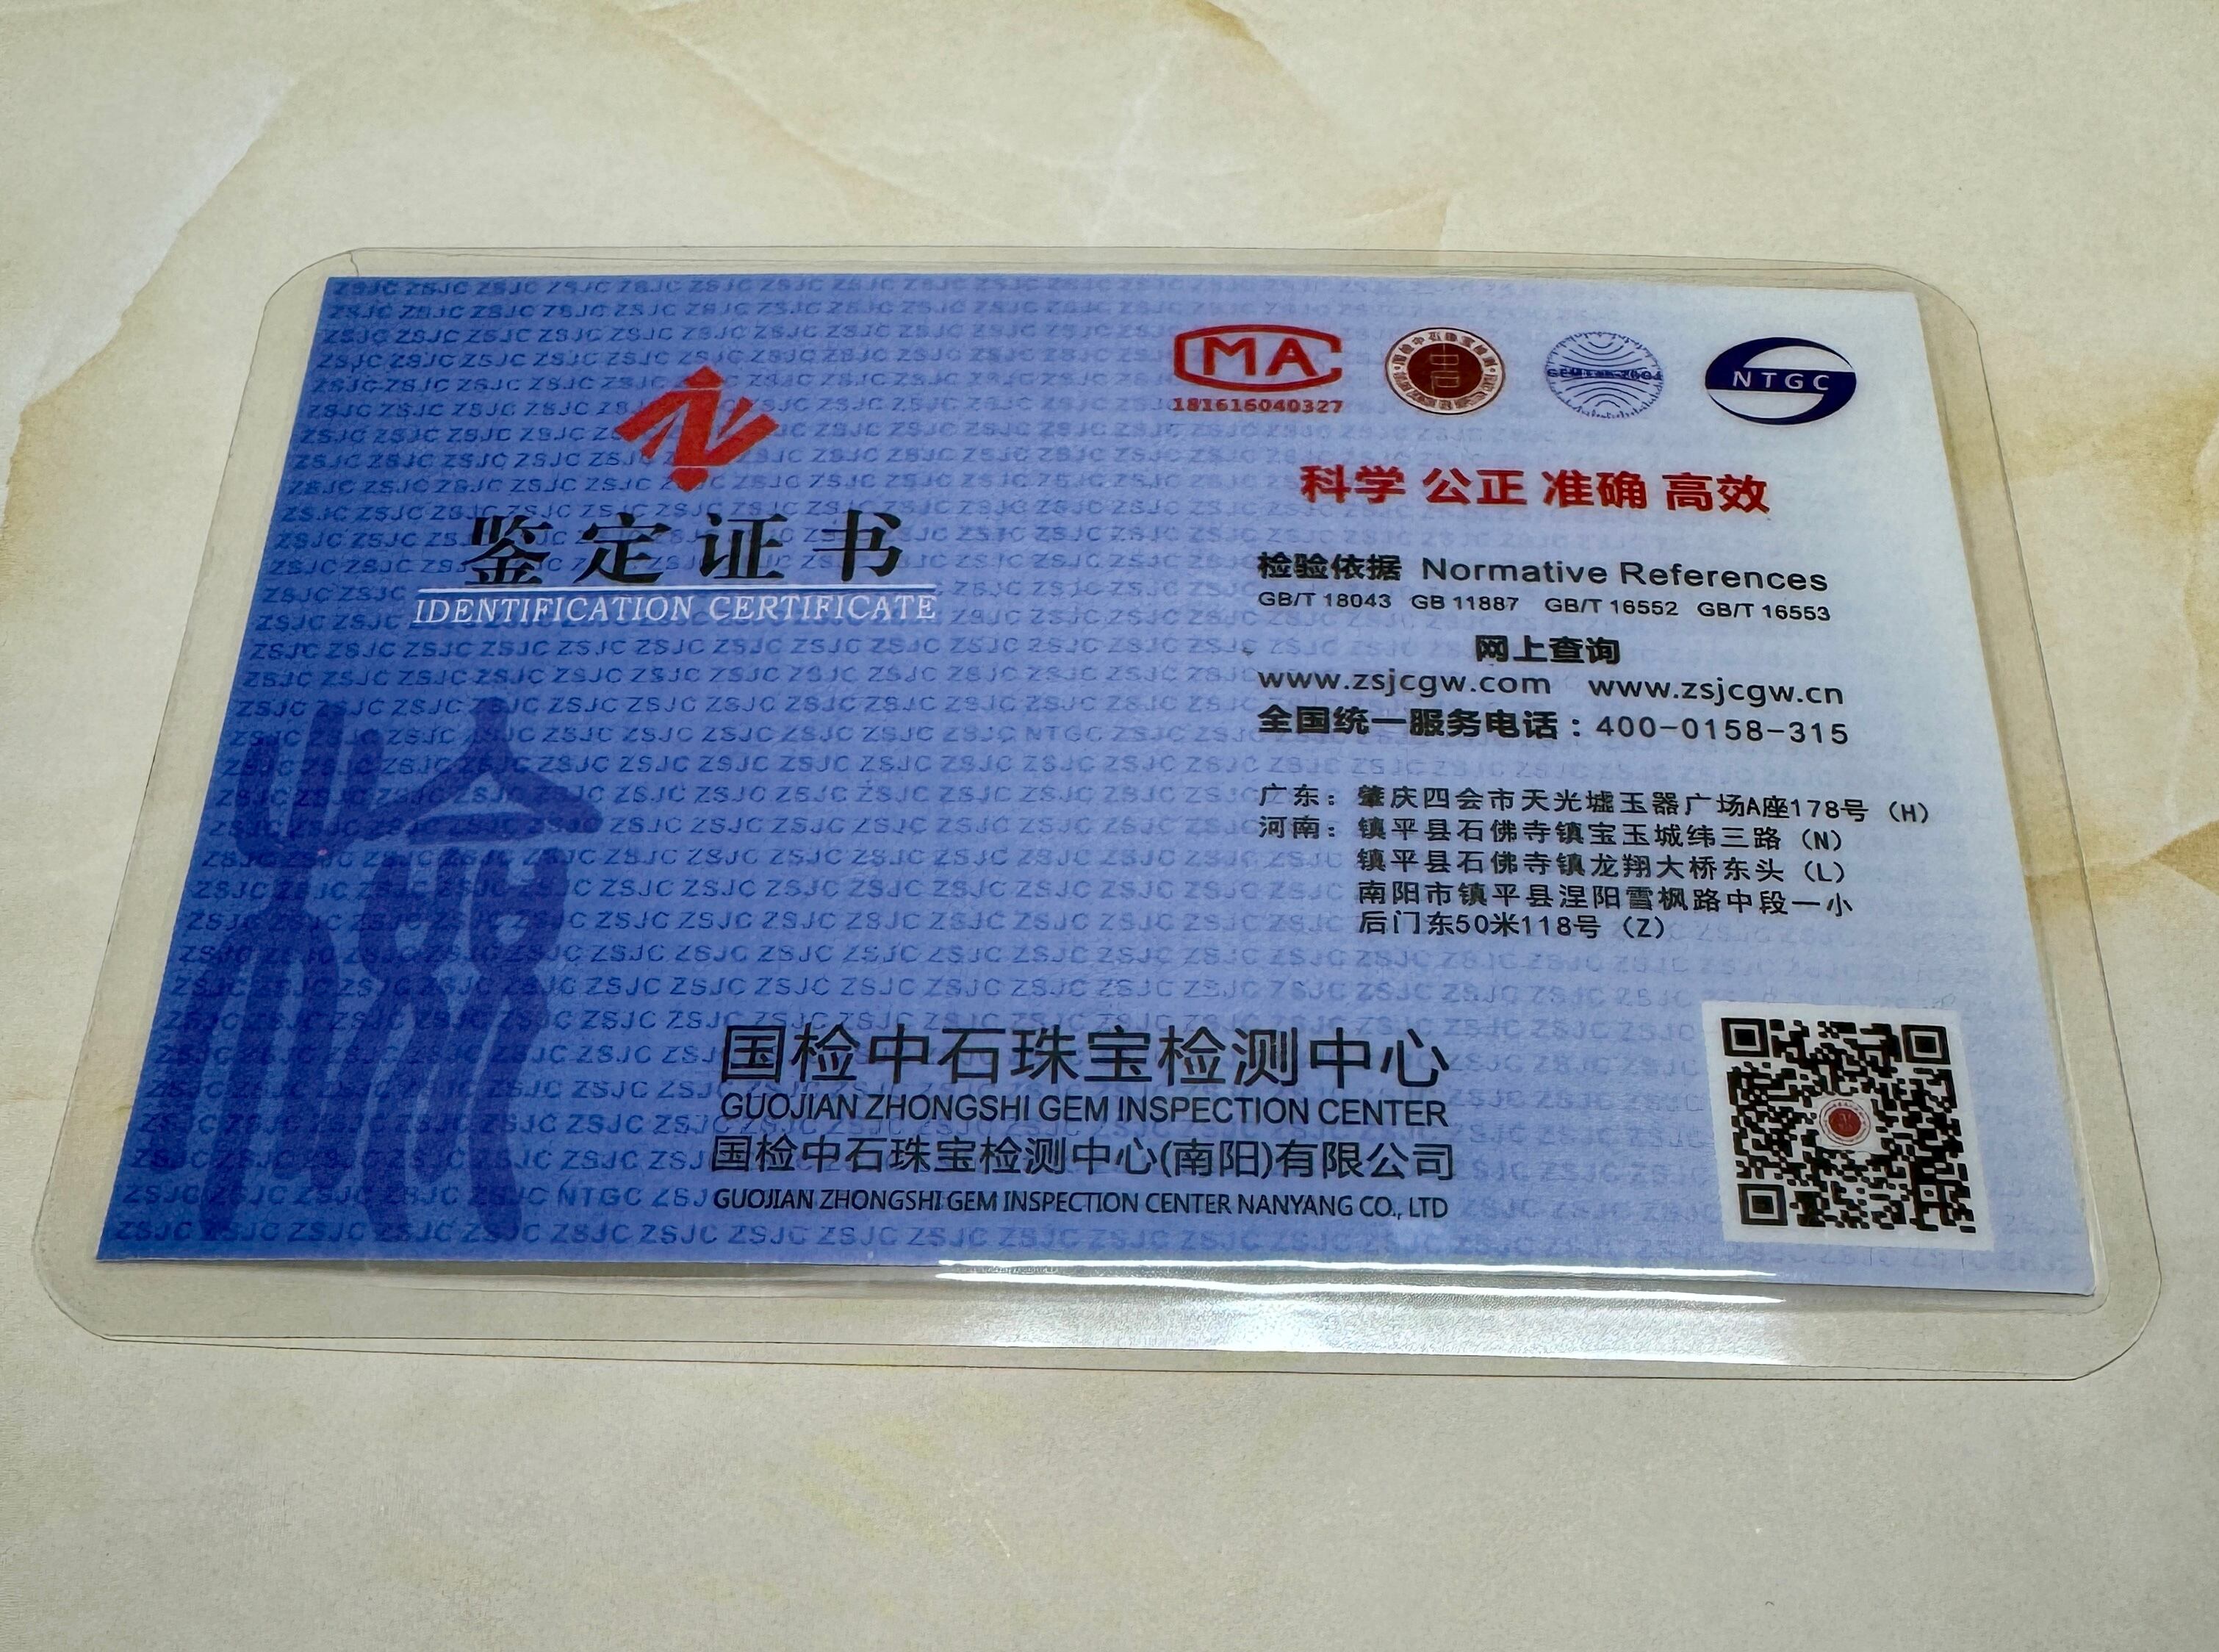 MA
181616040327
NTGC
科学 公正 准确 高效
鉴定证书
IDENTIFICATION CERTIFICATE
检验依据 Normative References
GB/T 18043 GB 11887 GB/T 16552 GB/T 16553
网上查询
www.zsjcgw.com www.zsjcgw.cn
全国统一服务电话：400-0158-315
广东：肇庆四会市天光墟玉器广场A座178号（H）
河南：镇平县石佛寺镇宝玉城纬三路（N）
镇平县石佛寺镇龙翔大桥东头（L）
南阳市镇平县涅阳雪枫路中段一小
后门东50米118号（Z）
国检中石珠宝检测中心
GUOJIAN ZHONGSHI GEM INSPECTION CENTER
国检中石珠宝检测中心(南阳)有限公司
GUOJIAN ZHONGSHI GEM INSPECTION CENTER NANYANG CO., LTD